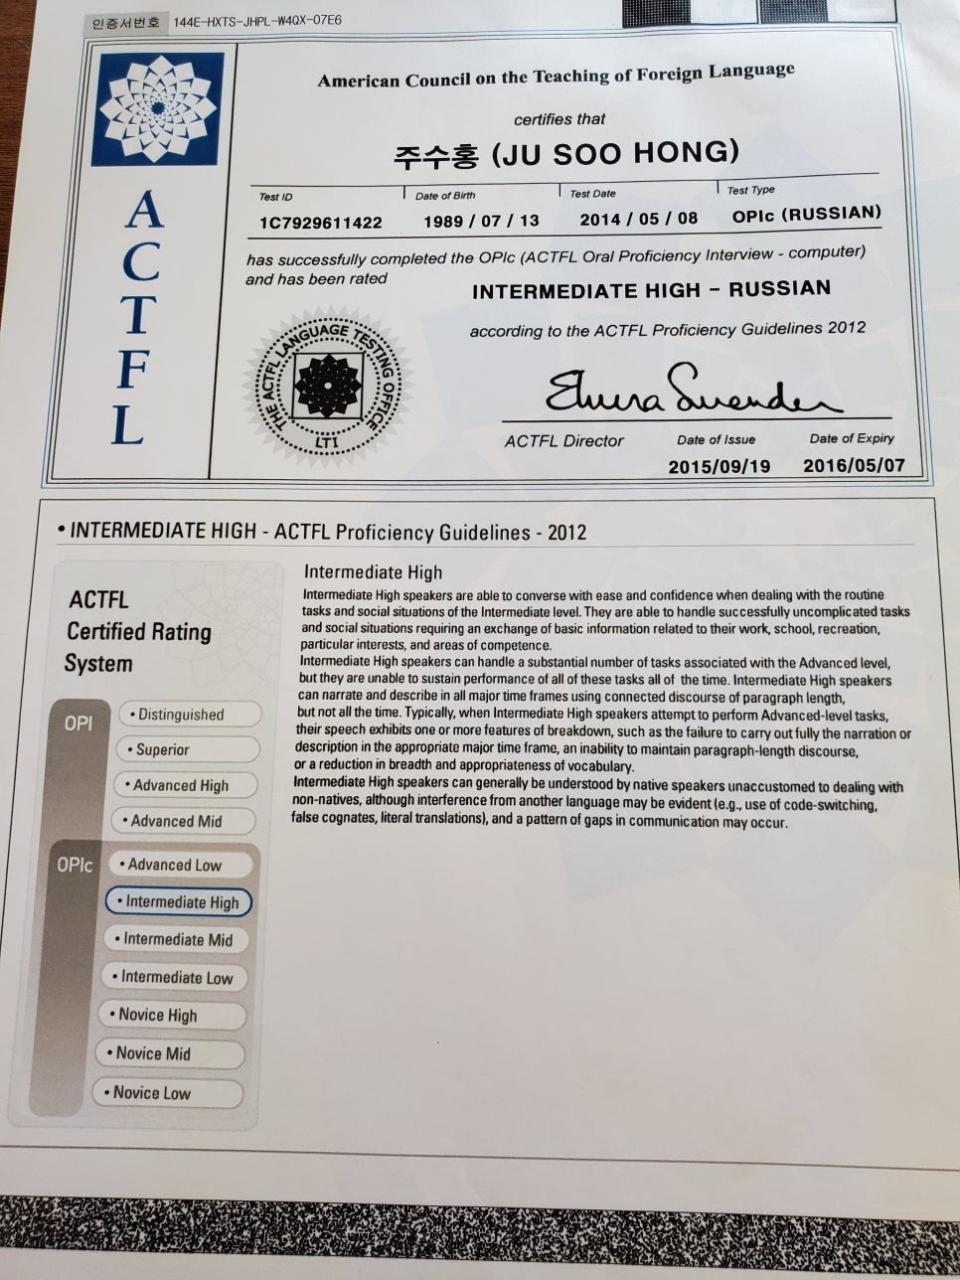 인증서번호 144E-HXTS-JHPL-W4QX-07E6
ACTFL
American Council on the Teaching of Foreign Language
certifies that
주수홍 (JU SOO HONG)
Test ID Date of Birth Test Date Test Type
1C7929611422 1989 / 07 / 13 2014 / 05 / 08 OPIc (RUSSIAN)
has successfully completed the OPIc (ACTFL Oral Proficiency Interview - computer)
and has been rated
INTERMEDIATE HIGH - RUSSIAN
according to the ACTFL Proficiency Guidelines 2012
THE ACTFL LANGUAGE TESTING OFFICE
LTI
ACTFL Director Date of Issue Date of Expiry
2015/09/19 2016/05/07
• INTERMEDIATE HIGH - ACTFL Proficiency Guidelines - 2012
ACTFL
Certified Rating
System
OPI
• Distinguished
• Superior
• Advanced High
• Advanced Mid
OPIc
• Advanced Low
• Intermediate High
• Intermediate Mid
• Intermediate Low
• Novice High
• Novice Mid
• Novice Low
Intermediate High
Intermediate High speakers are able to converse with ease and confidence when dealing with the routine
tasks and social situations of the Intermediate level. They are able to handle successfully uncomplicated tasks
and social situations requiring an exchange of basic information related to their work, school, recreation,
particular interests, and areas of competence.
Intermediate High speakers can handle a substantial number of tasks associated with the Advanced level,
but they are unable to sustain performance of all of these tasks all of the time. Intermediate High speakers
can narrate and describe in all major time frames using connected discourse of paragraph length,
but not all the time. Typically, when Intermediate High speakers attempt to perform Advanced-level tasks,
their speech exhibits one or more features of breakdown, such as the failure to carry out fully the narration or
description in the appropriate major time frame, an inability to maintain paragraph-length discourse,
or a reduction in breadth and appropriateness of vocabulary.
Intermediate High speakers can generally be understood by native speakers unaccustomed to dealing with
non-natives, although interference from another language may be evident (e.g., use of code-switching,
false cognates, literal translations), and a pattern of gaps in communication may occur.